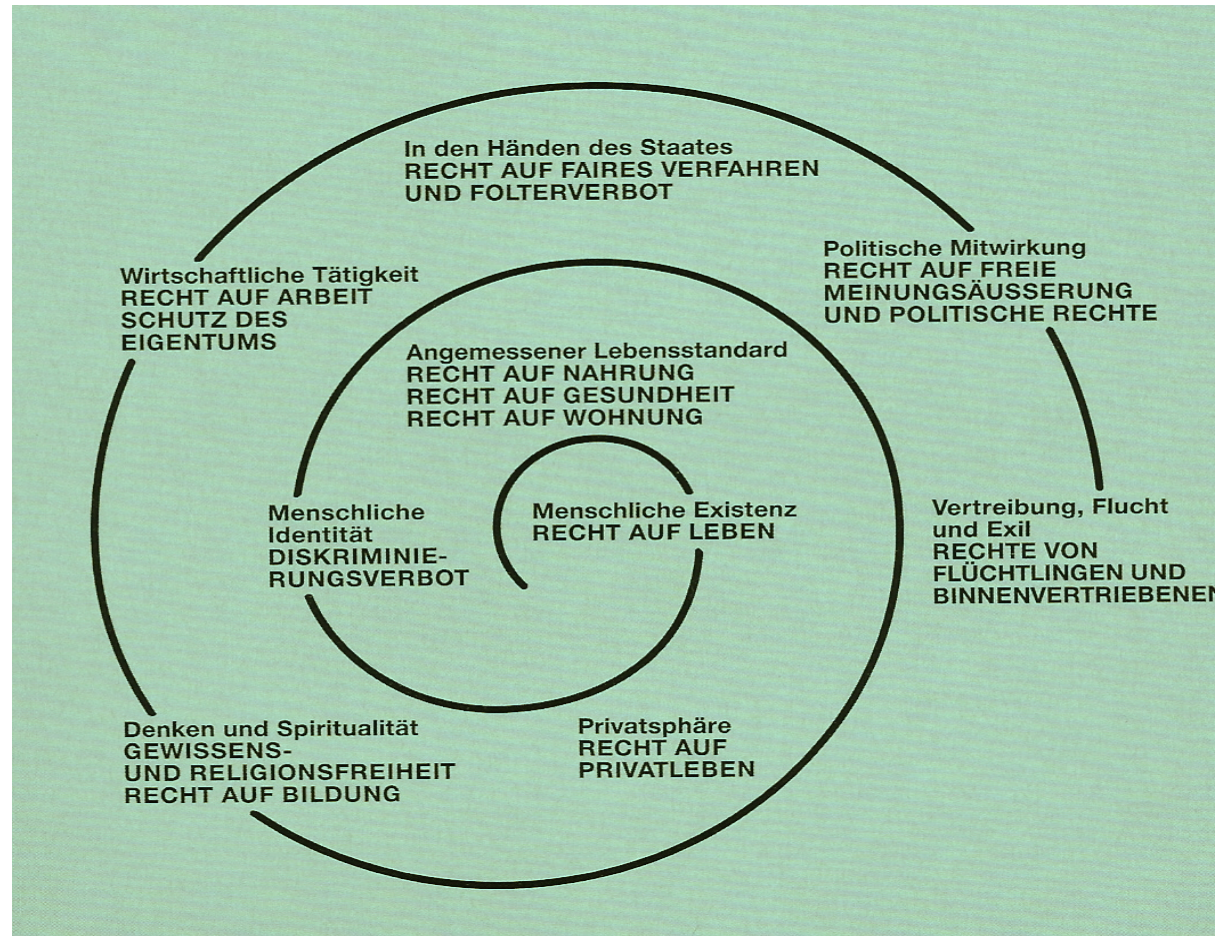 In den Händen des Staates
RECHT AUF FAIRES VERFAHREN
UND FOLTERVERBOT
Politische Mitwirkung
RECHT AUF FREIE
MEINUNGSÄUSSERUNG
UND POLITISCHE RECHTE
Wirtschaftliche Tätigkeit
RECHT AUF ARBEIT
SCHUTZ DES
EIGENTUMS
Angemessener Lebensstandard
RECHT AUF NAHRUNG
RECHT AUF GESUNDHEIT
RECHT AUF WOHNUNG
Menschliche
Identität
DISKRIMINIE-
RUNGSVERBOT
Menschliche Existenz
RECHT AUF LEBEN
Vertreibung, Flucht
und Exil
RECHTE VON
FLÜCHTLINGEN UND
BINNENVERTRIEBENEN
Denken und Spiritualität
GEWISSENS-
UND RELIGIONSFREIHEIT
RECHT AUF BILDUNG
Privatsphäre
RECHT AUF
PRIVATLEBEN